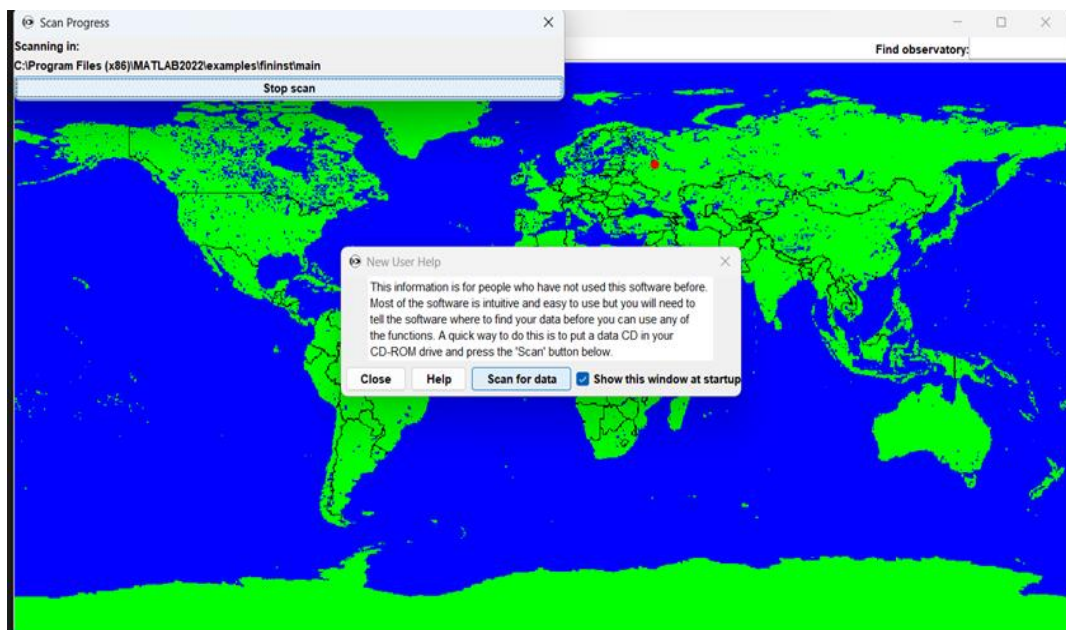 Scan Progress
Scanning in:
C:\Program Files (x86)\MATLAB2022\examples\fininst\main
Stop scan
Find observatory:
New User Help
This information is for people who have not used this software before.
Most of the software is intuitive and easy to use but you will need to
tell the software where to find your data before you can use any of
the functions. A quick way to do this is to put a data CD in your
CD-ROM drive and press the 'Scan' button below.
Close Help Scan for data Show this window at startup